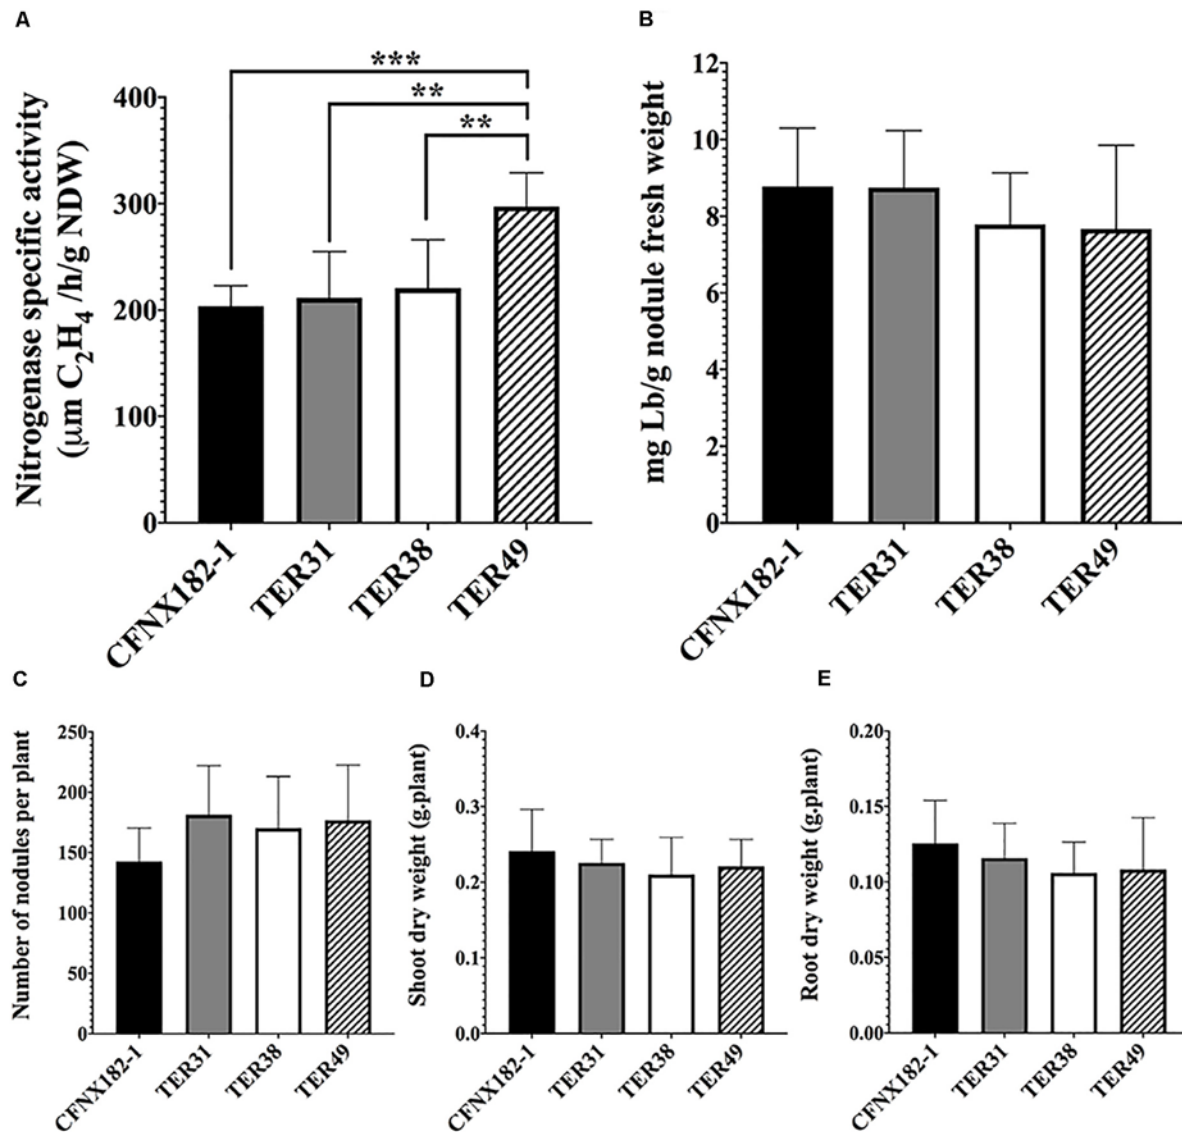 A
Nitrogenase specific activity
(μm C₂H₄ /h/g NDW)
400
300
200
100
0
***
**
**
CFNX182-1
TER31
TER38
TER49
B
mg Lb/g nodule fresh weight
12
10
8
6
4
2
0
CFNX182-1
TER31
TER38
TER49
C
Number of nodules per plant
250
200
150
100
50
0
CFNX182-1
TER31
TER38
TER49
D
Shoot dry weight (g.plant)
0.4
0.3
0.2
0.1
0.0
CFNX182-1
TER31
TER38
TER49
E
Root dry weight (g.plant)
0.20
0.15
0.10
0.05
0.00
CFNX182-1
TER31
TER38
TER49